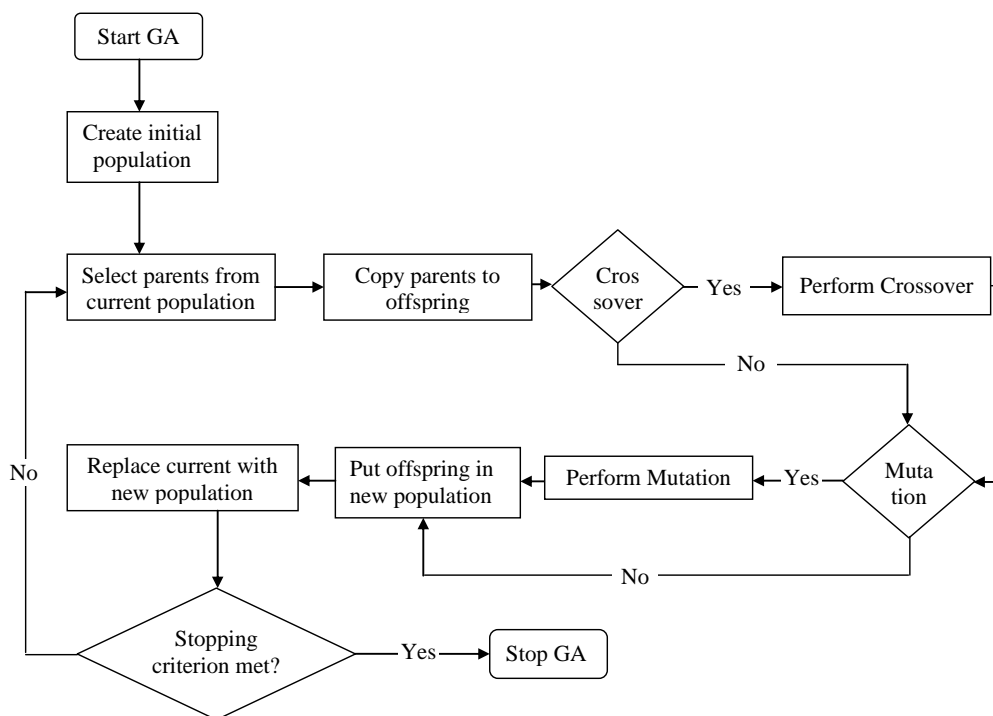 Start GA
Create initial
population
Select parents from
current population
Copy parents to
offspring
Cros
sover
Yes
Perform Crossover
No
Muta
tion
Yes
Perform Mutation
Put offspring in
new population
Replace current with
new population
No
No
Stopping
criterion met?
Yes
Stop GA